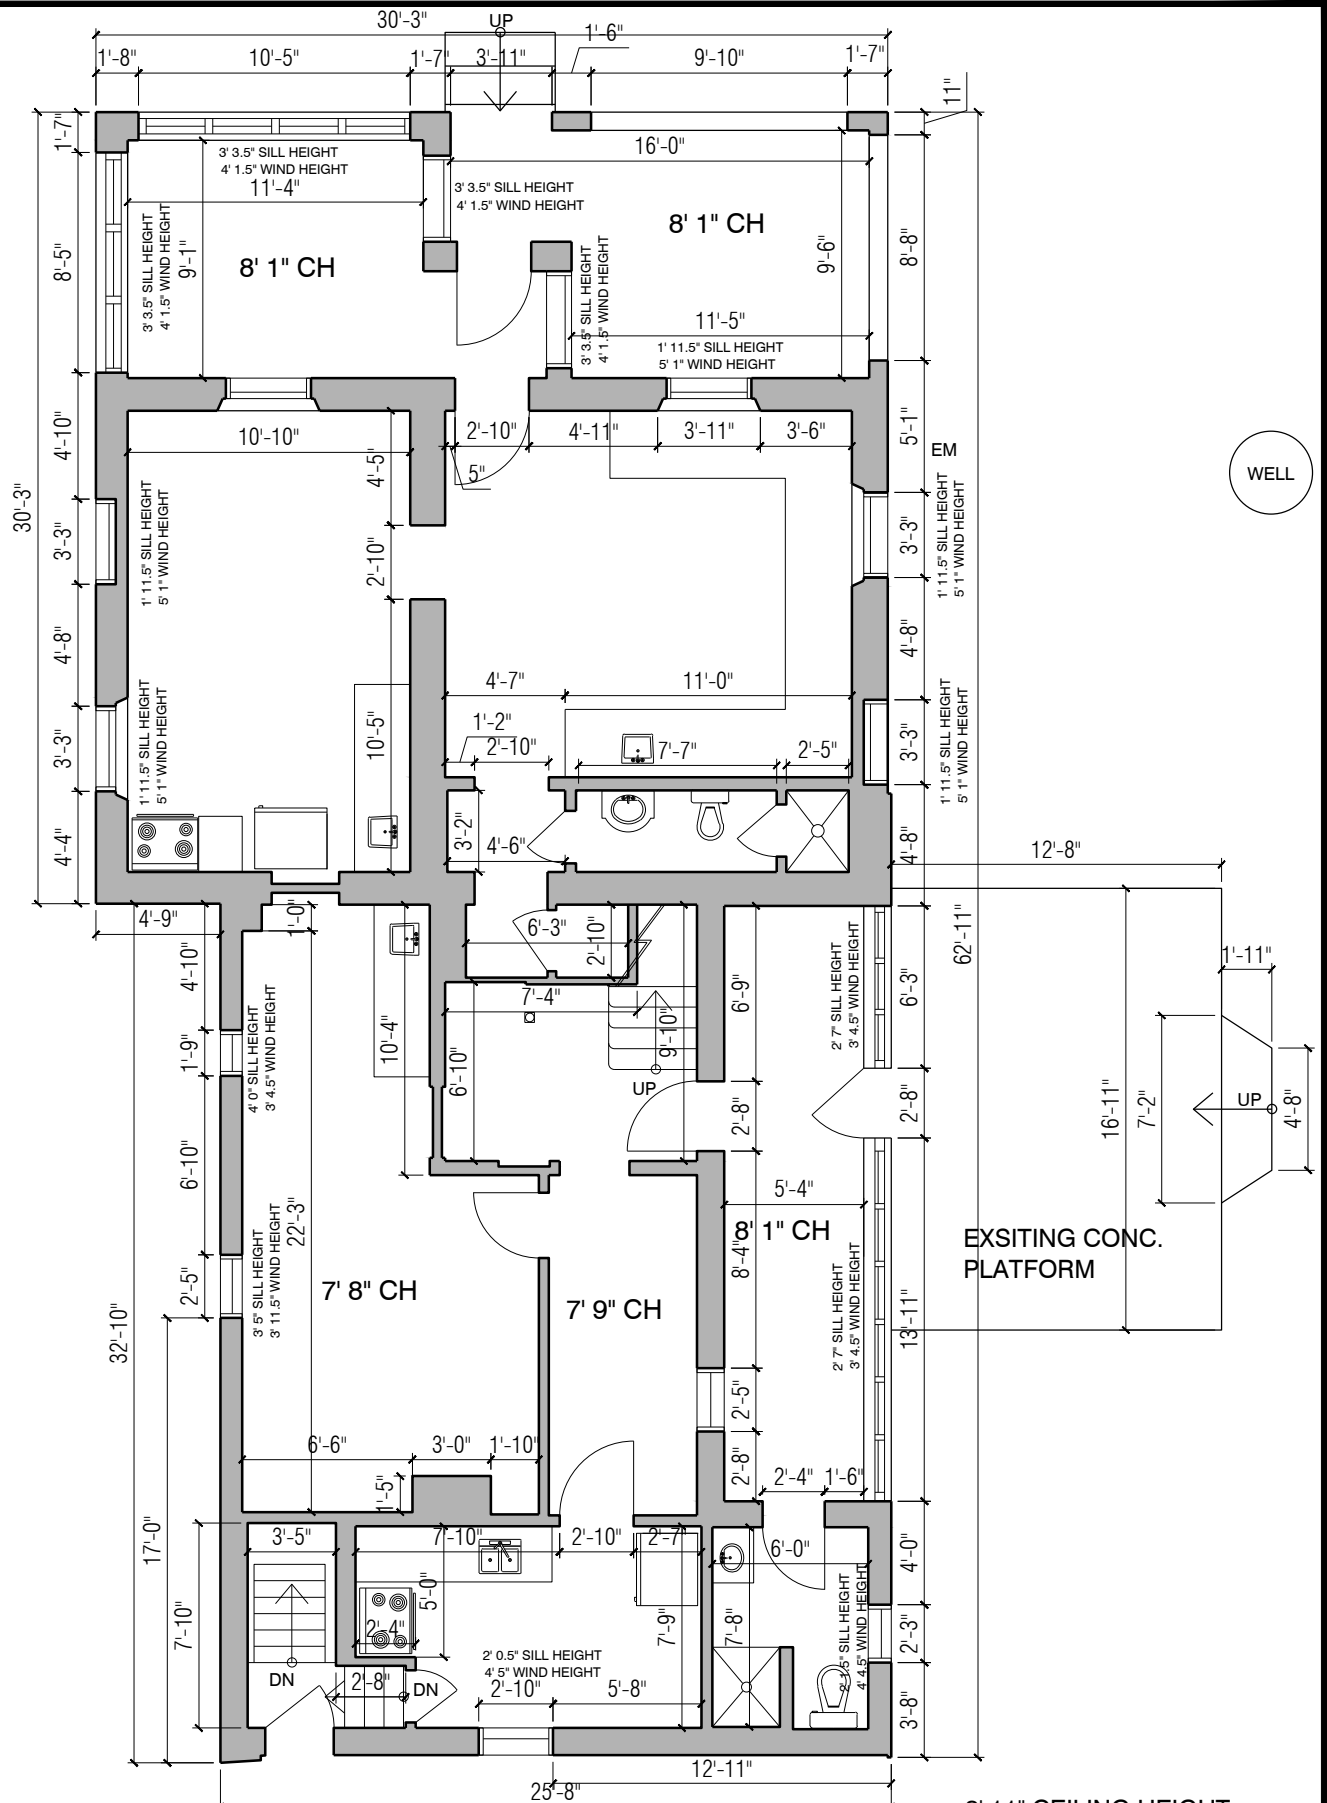 30'-3"
UP
1'-6"
1'-8"
10'-5"
1'-7"
3'-11"
9'-10"
1'-7"
11"
1'-7"
3' 3.5" SILL HEIGHT
4' 1.5" WIND HEIGHT
16'-0"
11'-4"
3' 3.5" SILL HEIGHT
4' 1.5" WIND HEIGHT
8' 1" CH
8'-5"
3' 3.5" SILL HEIGHT
4' 1.5" WIND HEIGHT
9'-1"
8' 1" CH
3' 3.5" SILL HEIGHT
4' 1.5" WIND HEIGHT
9'-6"
8'-8"
11'-5"
1' 11.5" SILL HEIGHT
5' 1" WIND HEIGHT
4'-10"
10'-10"
4'-5"
2'-10"
4'-11"
3'-11"
3'-6"
5'-1"
EM
5"
WELL
30'-3"
3'-3"
1' 11.5" SILL HEIGHT
5' 1" WIND HEIGHT
2'-10"
3'-3"
1' 11.5" SILL HEIGHT
5' 1" WIND HEIGHT
4'-8"
4'-8"
4'-7"
11'-0"
3'-3"
1' 11.5" SILL HEIGHT
5' 1" WIND HEIGHT
10'-5"
1'-2"
2'-10"
7'-7"
2'-5"
3'-3"
1' 11.5" SILL HEIGHT
5' 1" WIND HEIGHT
4'-4"
3'-2"
4'-6"
4'-8"
12'-8"
4'-9"
1'-0"
6'-3"
2'-10"
62'-11"
4'-10"
7'-4"
6'-9"
2' 7" SILL HEIGHT
3' 4.5" WIND HEIGHT
6'-3"
1'-11"
1'-9"
4' 0" SILL HEIGHT
3' 4.5" WIND HEIGHT
10'-4"
6'-10"
9'-10"
UP
2'-8"
2'-8"
16'-11"
7'-2"
UP
4'-8"
6'-10"
22'-3"
5'-4"
8' 1" CH
8'-4"
EXSITING CONC.
PLATFORM
32'-10"
2'-5"
3' 5" SILL HEIGHT
3' 11.5" WIND HEIGHT
7' 8" CH
7' 9" CH
2' 7" SILL HEIGHT
3' 4.5" WIND HEIGHT
13'-11"
2'-5"
6'-6"
3'-0"
1'-10"
2'-8"
2'-4"
1'-6"
1'-5"
17'-0"
3'-5"
7'-10"
2'-10"
2'-7"
6'-0"
4'-0"
7'-10"
5'-0"
2'-4"
7'-9"
7'-8"
2' 1.5" SILL HEIGHT
4' 4.5" WIND HEIGHT
2'-3"
2' 0.5" SILL HEIGHT
4' 5" WIND HEIGHT
DN
2'-8"
DN
2'-10"
5'-8"
3'-8"
12'-11"
25'-8"